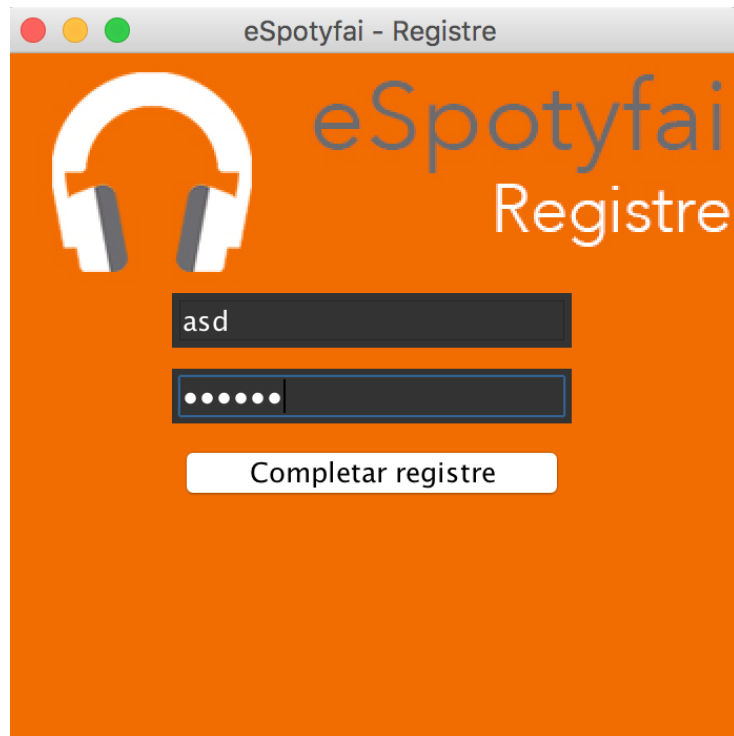 eSpotyfai - Registre
eSpotyfai
Registre
asd
••••••
Completar registre